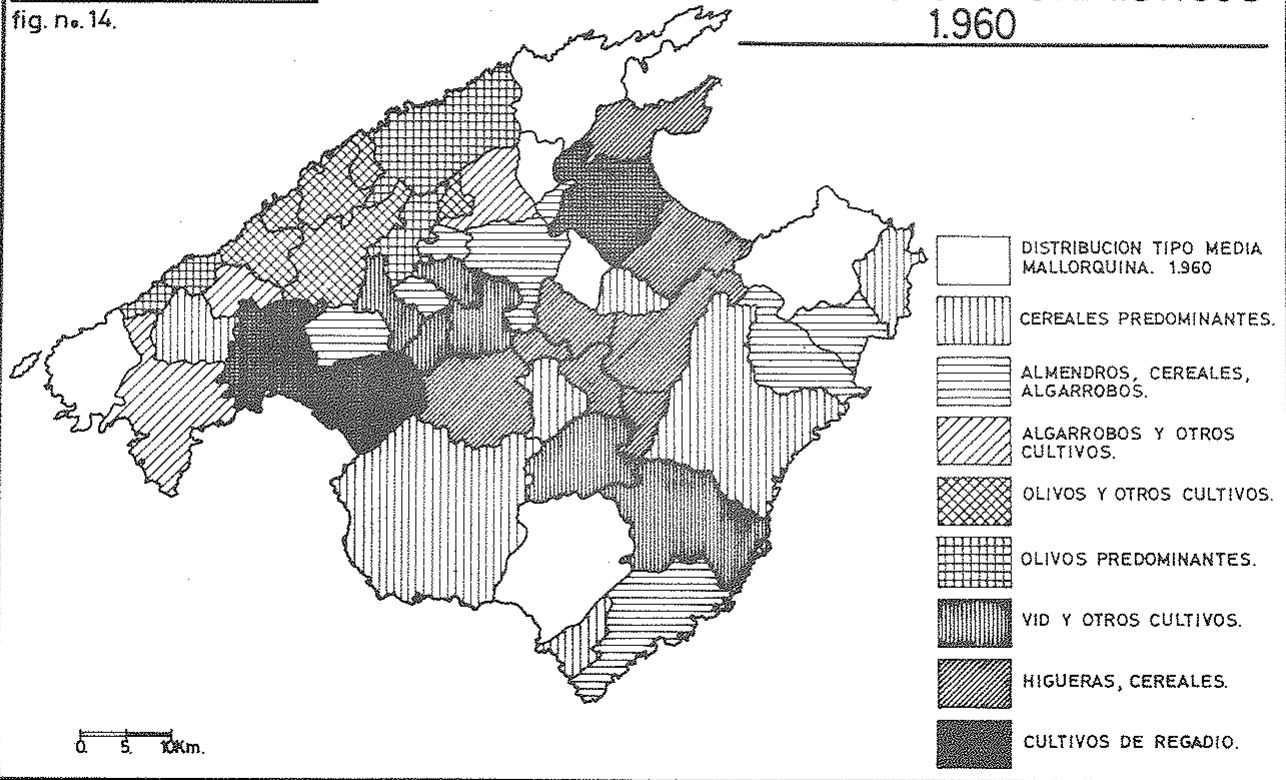 fig. nº. 14.
1.960
DISTRIBUCION TIPO MEDIA
MALLORQUINA. 1.960
CEREALES PREDOMINANTES.
ALMENDROS, CEREALES,
ALGARROBOS.
ALGARROBOS Y OTROS
CULTIVOS.
OLIVOS Y OTROS CULTIVOS.
OLIVOS PREDOMINANTES.
VID Y OTROS CULTIVOS.
HIGUERAS, CEREALES.
CULTIVOS DE REGADIO.
0. 5. 10Km.